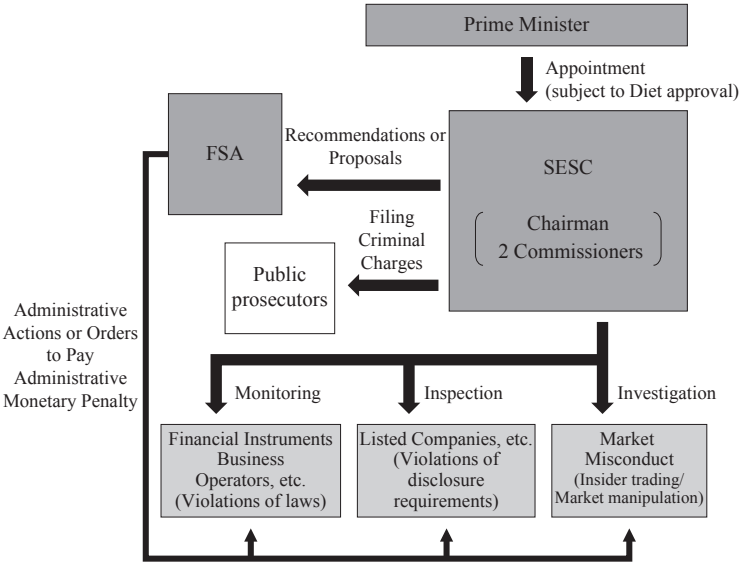 Prime Minister
Appointment
(subject to Diet approval)
FSA
Recommendations or
Proposals
SESC
Chairman
2 Commissioners
Filing
Criminal
Charges
Public
prosecutors
Administrative
Actions or Orders
to Pay
Administrative
Monetary Penalty
Monitoring
Inspection
Investigation
Financial Instruments
Business
Operators, etc.
(Violations of laws)
Listed Companies, etc.
(Violations of
disclosure
requirements)
Market
Misconduct
(Insider trading/
Market manipulation)